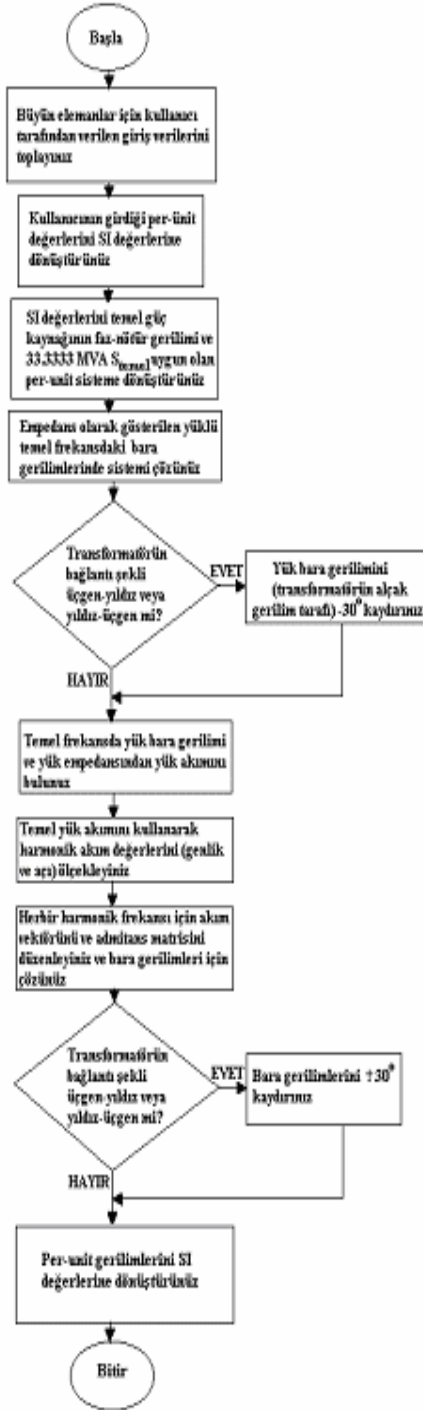 Başla
Büyün elemanlar için kullanıcı
tarafından verilen giriş verilerini
toplayınız
Kullanıcının girdiği per-ünit
değerlerini SI değerlerine
dönüştürünüz
SI değerlerini temel güç
kaynağının faz-nötür gerilimi ve
33.3333 MVA Stemel uygun olan
per-unit sisteme dönüştürünüz
Empedans olarak gösterilen yüklü
temel frekansdaki bara
gerilimlerinde sistemi çözünüz
Transformatörün
bağlantı şekli
üçgen-yıldız veya
yıldız-üçgen mi?
EVET
Yük bara gerilimini
(transformatörün alçak
gerilim tarafi) -30° kaydırınız
HAYIR
Temel frekansda yük bara gerilimi
ve yük empedansından yük akımını
bulunuz
Temel yük akımını kullanarak
harmonik akım değerlerini (genlik
ve açı) ölçekleyiniz
Herbir harmonik frekansı için akım
vektörünü ve admitans matrisini
düzenleyiniz ve bara gerilimleri için
çözünüz
Transformatörün
bağlantı şekli
üçgen-yıldız veya
yıldız-üçgen mi?
EVET
Bara gerilimlerini +30°
kaydırınız
HAYIR
Per-unit gerilimlerini SI
değerlerine dönüştürünüz
Bitir